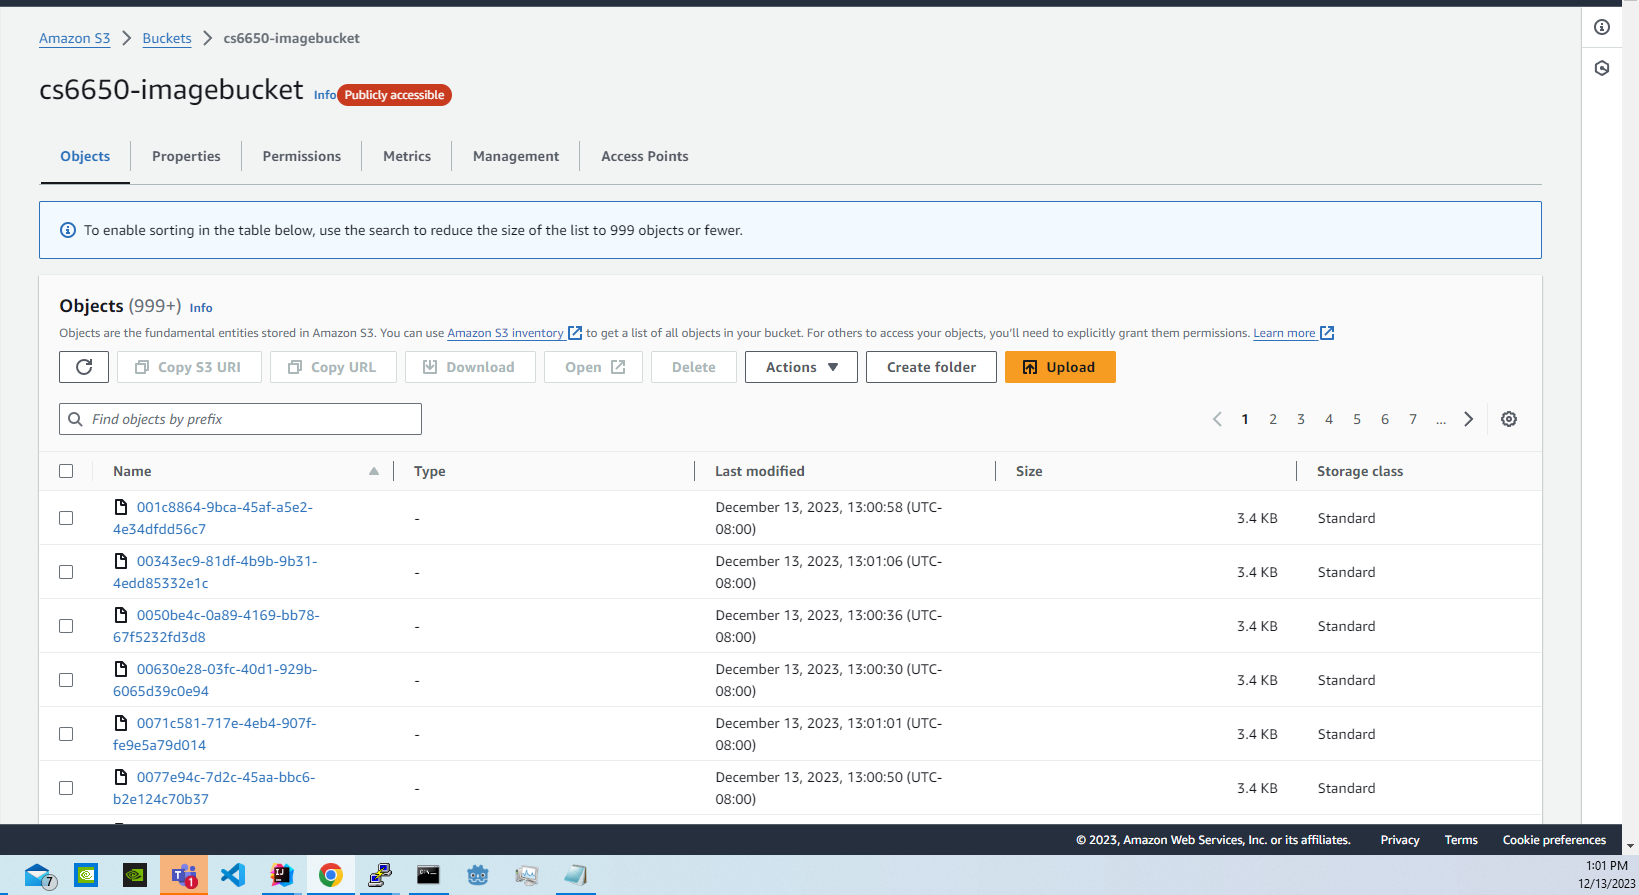 Amazon S3 > Buckets > cs6650-imagebucket
cs6650-imagebucket Info Publicly accessible
Objects Properties Permissions Metrics Management Access Points
To enable sorting in the table below, use the search to reduce the size of the list to 999 objects or fewer.
Objects (999+) Info
Objects are the fundamental entities stored in Amazon S3. You can use Amazon S3 inventory to get a list of all objects in your bucket. For others to access your objects, you'll need to explicitly grant them permissions. Learn more
Copy S3 URI Copy URL Download Open Delete Actions Create folder Upload
Find objects by prefix 1 2 3 4 5 6 7 ...
Name Type Last modified Size Storage class
001c8864-9bca-45af-a5e2-
4e34dfdd56c7
-
December 13, 2023, 13:00:58 (UTC-
08:00)
3.4 KB
Standard
00343ec9-81df-4b9b-9b31-
4edd85332e1c
-
December 13, 2023, 13:01:06 (UTC-
08:00)
3.4 KB
Standard
0050be4c-0a89-4169-bb78-
67f5232fd3d8
-
December 13, 2023, 13:00:36 (UTC-
08:00)
3.4 KB
Standard
00630e28-03fc-40d1-929b-
6065d39c0e94
-
December 13, 2023, 13:00:30 (UTC-
08:00)
3.4 KB
Standard
0071c581-717e-4eb4-907f-
fe9e5a79d014
-
December 13, 2023, 13:01:01 (UTC-
08:00)
3.4 KB
Standard
0077e94c-7d2c-45aa-bbc6-
b2e124c70b37
-
December 13, 2023, 13:00:50 (UTC-
08:00)
3.4 KB
Standard
© 2023, Amazon Web Services, Inc. or its affiliates. Privacy Terms Cookie preferences
7
1
1:01 PM
12/13/2023